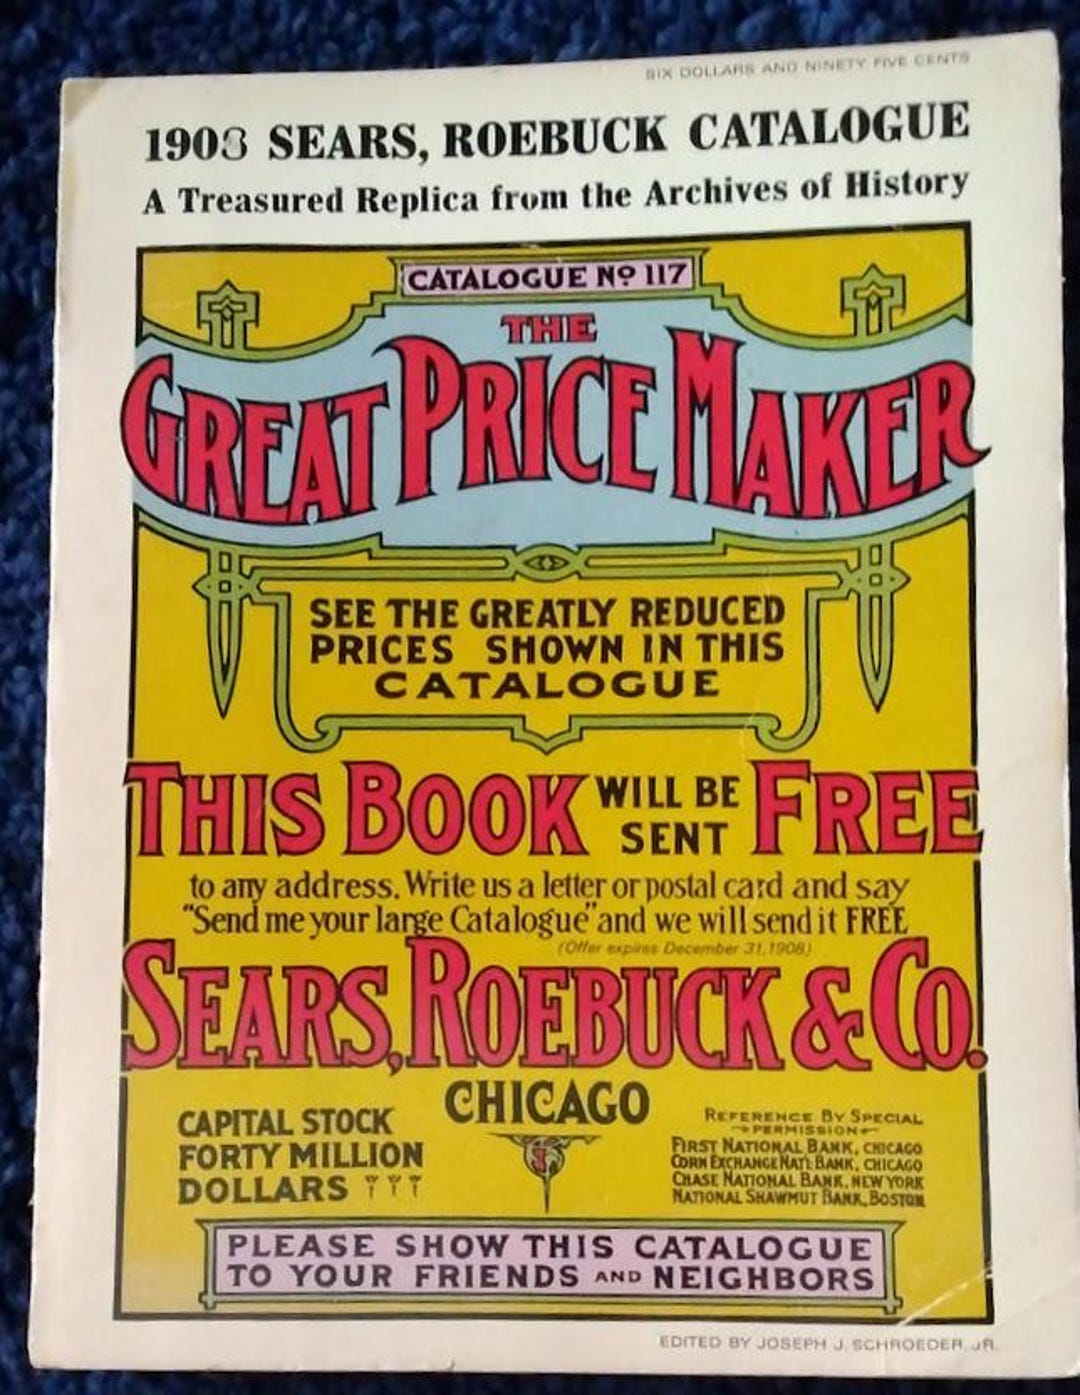 SIX DOLLARS AND NINETY FIVE CENTS
1908 SEARS, ROEBUCK CATALOGUE
A Treasured Replica from the Archives of History
CATALOGUE No 117
THE
GREAT PRICE MAKER
SEE THE GREATLY REDUCED
PRICES SHOWN IN THIS
CATALOGUE
THIS BOOK WILL BE SENT FREE
to any address. Write us a letter or postal card and say
"Send me your large Catalogue" and we will send it FREE
(Offer expires December 31, 1908)
SEARS, ROEBUCK & CO.
CHICAGO
CAPITAL STOCK
FORTY MILLION
DOLLARS
REFERENCE BY SPECIAL
PERMISSION
FIRST NATIONAL BANK, CHICAGO
CORN EXCHANGE NAT'L BANK, CHICAGO
CHASE NATIONAL BANK, NEW YORK
NATIONAL SHAWMUT BANK, BOSTON
PLEASE SHOW THIS CATALOGUE
TO YOUR FRIENDS AND NEIGHBORS
EDITED BY JOSEPH J. SCHROEDER, JR.